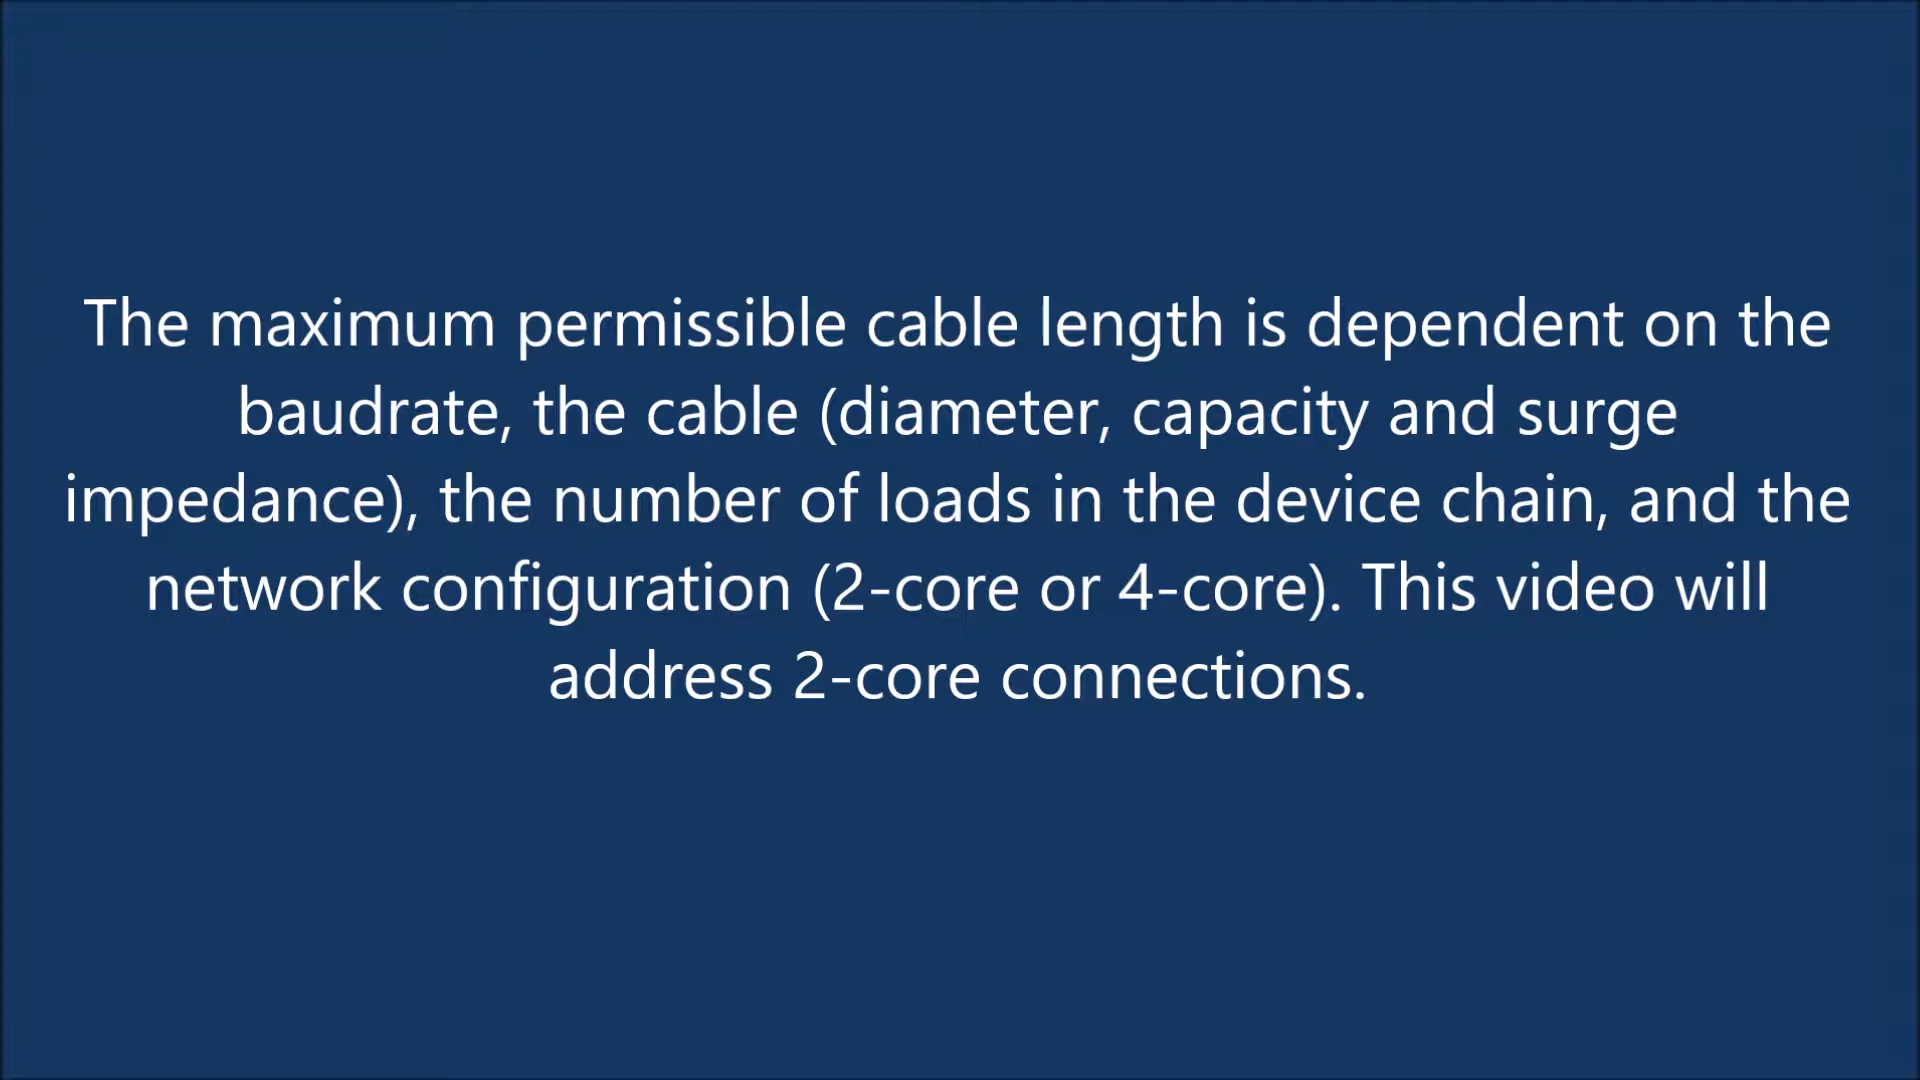 The maximum permissible cable length is dependent on the
baudrate, the cable (diameter, capacity and surge
impedance), the number of loads in the device chain, and the
network configuration (2-core or 4-core). This video will
address 2-core connections.